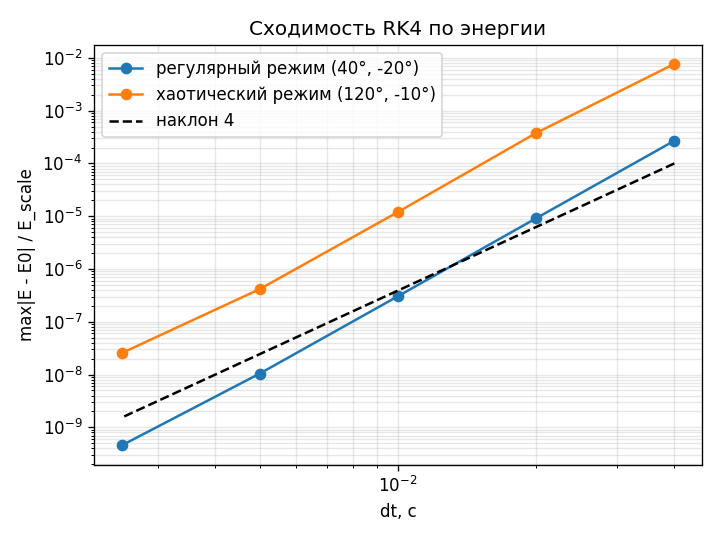 Сходимость RK4 по энергии
регулярный режим (40°, -20°)
хаотический режим (120°, -10°)
наклон 4
max|E - E0| / E_scale
10⁻²
10⁻³
10⁻⁴
10⁻⁵
10⁻⁶
10⁻⁷
10⁻⁸
10⁻⁹
10⁻²
dt, с